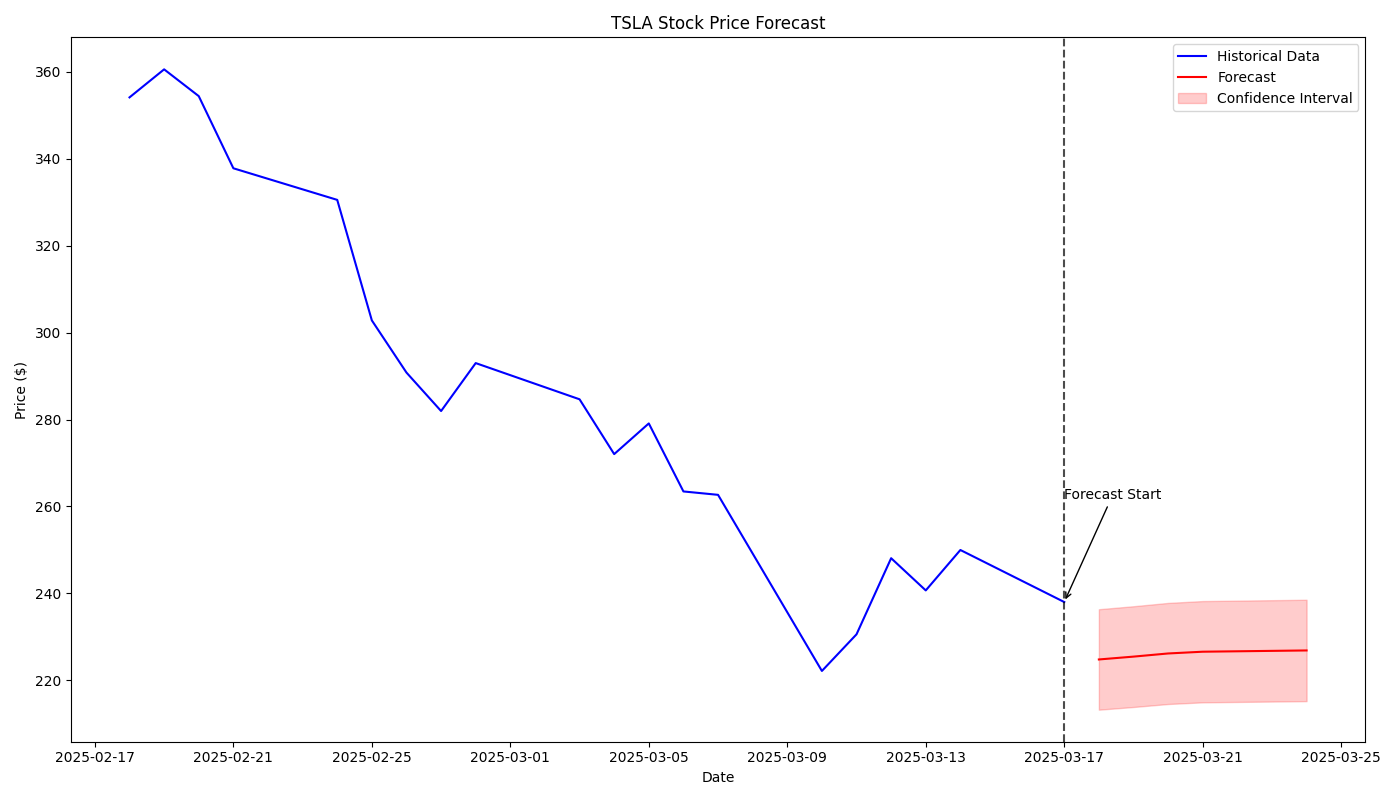 TSLA Stock Price Forecast
Historical Data
Forecast
Confidence Interval
360
340
320
300
280
260
240
220
Price ($)
Forecast Start
2025-02-17
2025-02-21
2025-02-25
2025-03-01
2025-03-05
2025-03-09
2025-03-13
2025-03-17
2025-03-21
2025-03-25
Date